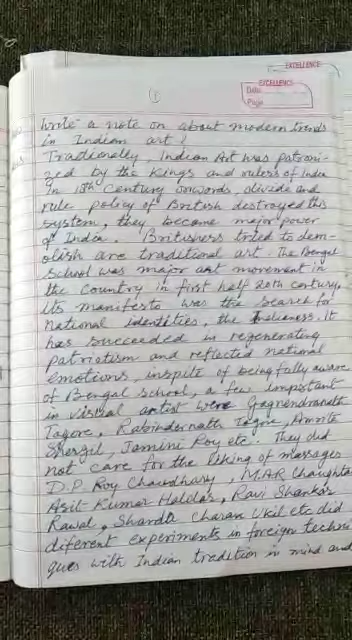 EXCELLENCE
EXCELLENCE
Date
Page
1
Write a note on about modern trends
in Indian art?
Traditionally, Indian Art was patroni-
zed by the Kings and rulers of India
in 18th Century onwords, divide and
rule policy of British destroyed this
system, they become major power
of India. Britishers tried to dem-
olish are traditional art. The Bengal
School was major art movement in
the country in first half 20th century,
Its manifesto was the search for
National identities, the Indianess. It
has succeeded in regenerating
patriotism and reflected national
emotions, inspite of being fully aware
of Bengal school, a few important
in visual artist were Gagnendranath
Tagore, Rabindernath Tagore, Amrita
Shergil, Jamini Roy etc. They did
not care for the liking of
D.P. Roy Chaudhary, M.A.R Chaughta
Asit Kumar Haldar, Ravi Shankar
Rawal, Sharda Charan Ukil etc did
diferent experiments in foreign techni
ques with Indian tradition in mind and